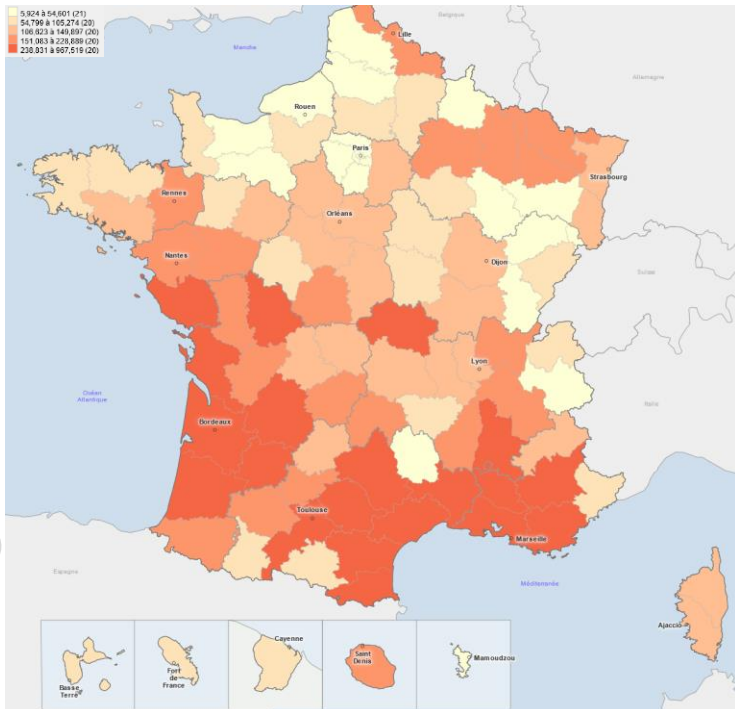 5,924 à 54,601 (21)
54,799 à 105,274 (20)
106,623 à 149,897 (20)
151,083 à 228,889 (20)
238,831 à 967,519 (20)
Belgique
Lille
Manche
Allemagne
Rouen
Paris
Strasbourg
Rennes
Orléans
Nantes
Dijon
Suisse
Lyon
Océan
Atlantique
Italie
Bordeaux
Toulouse
Marseille
Espagne
Méditerranée
Ajaccio
Cayenne
Saint
Denis
Mamoudzou
Fort
de
France
Basse
Terre